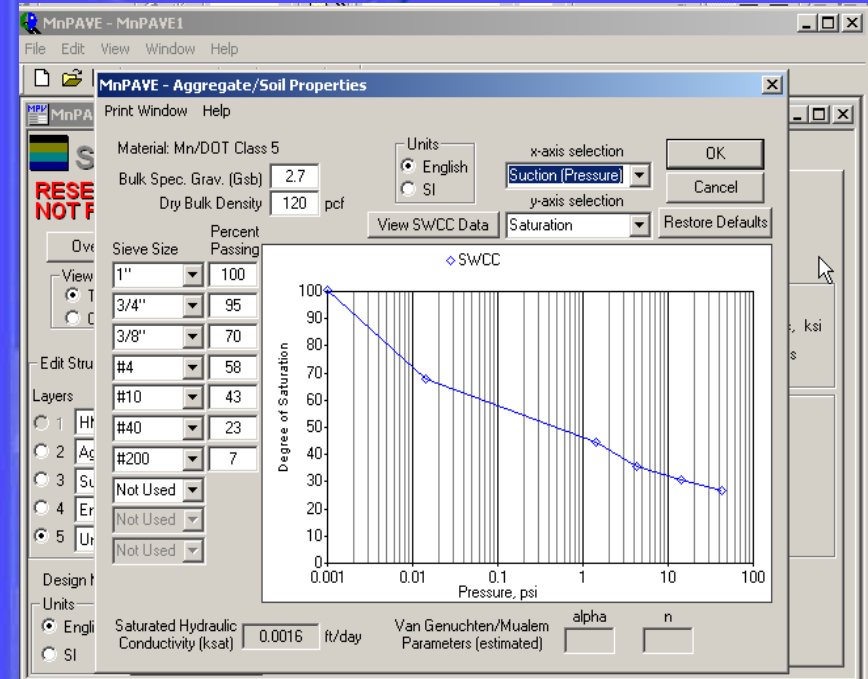 MnPAVE - MnPAVE1
File Edit View Window Help
MnPAVE - Aggregate/Soil Properties
Print Window Help
Material: Mn/DOT Class 5
Bulk Spec. Grav. (Gsb) 2.7
Dry Bulk Density 120 pcf
Units
English
SI
x-axis selection
Suction (Pressure)
y-axis selection
Saturation
OK
Cancel
Restore Defaults
View SWCC Data
Sieve Size Percent Passing
1" 100
3/4" 95
3/8" 70
#4 58
#10 43
#40 23
#200 7
Not Used
Not Used
Not Used
SWCC
Degree of Saturation
100
90
80
70
60
50
40
30
20
10
0
0.001 0.01 0.1 1 10 100
Pressure, psi
Saturated Hydraulic
Conductivity (ksat) 0.0016 ft/day
Van Genuchten/Mualem
Parameters (estimated)
alpha n
MPV MnPA
RESE
NOT F
Ove
View
Edit Stru
Layers
1
2 Ag
3 Su
4 En
5 Un
Design
Units
Engli
SI
, ksi
s